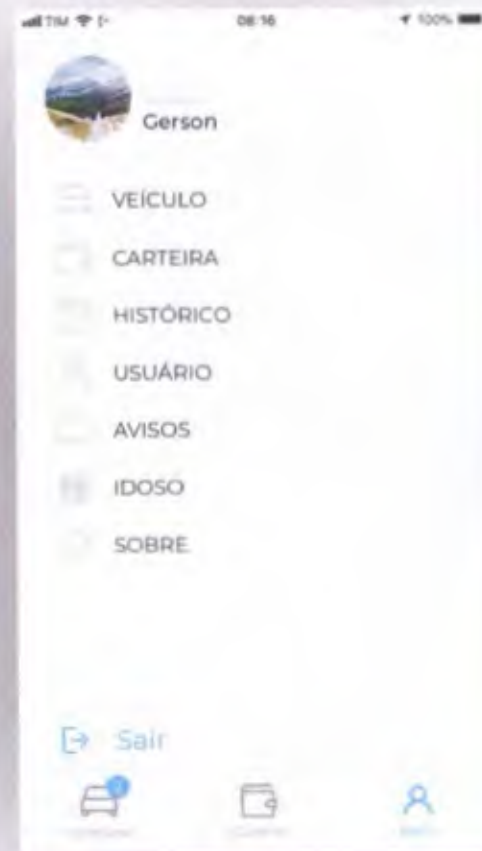 TIM
08:16
100%
Gerson
VEÍCULO
CARTEIRA
HISTÓRICO
USUÁRIO
AVISOS
IDOSO
SOBRE
Sair